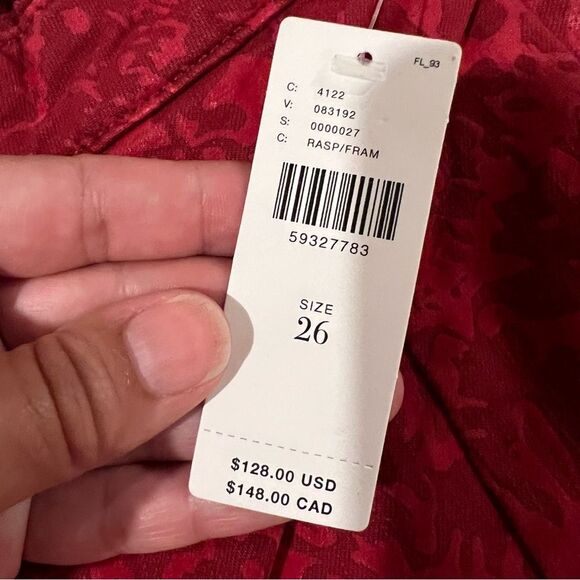 FL_93
C: 4122
V: 083192
S: 0000027
C: RASP/FRAM
59327783
SIZE
26
$128.00 USD
$148.00 CAD